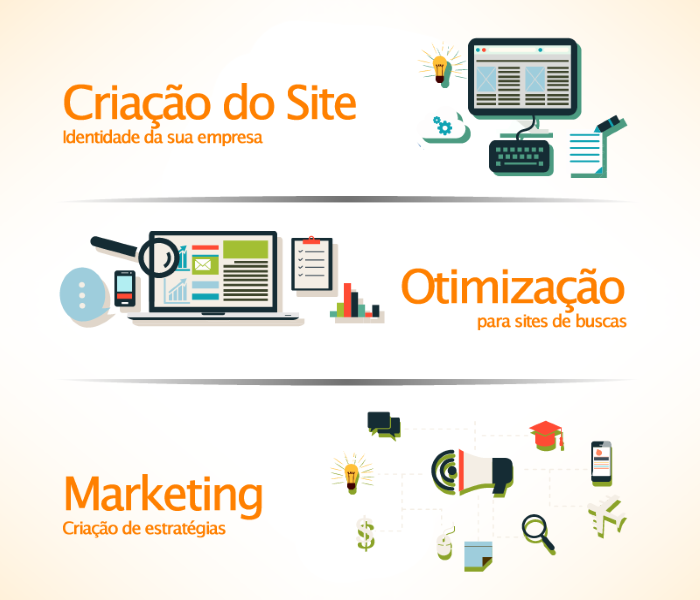 Criação do Site
Identidade da sua empresa
Otimização
para sites de buscas
Marketing
Criação de estratégias